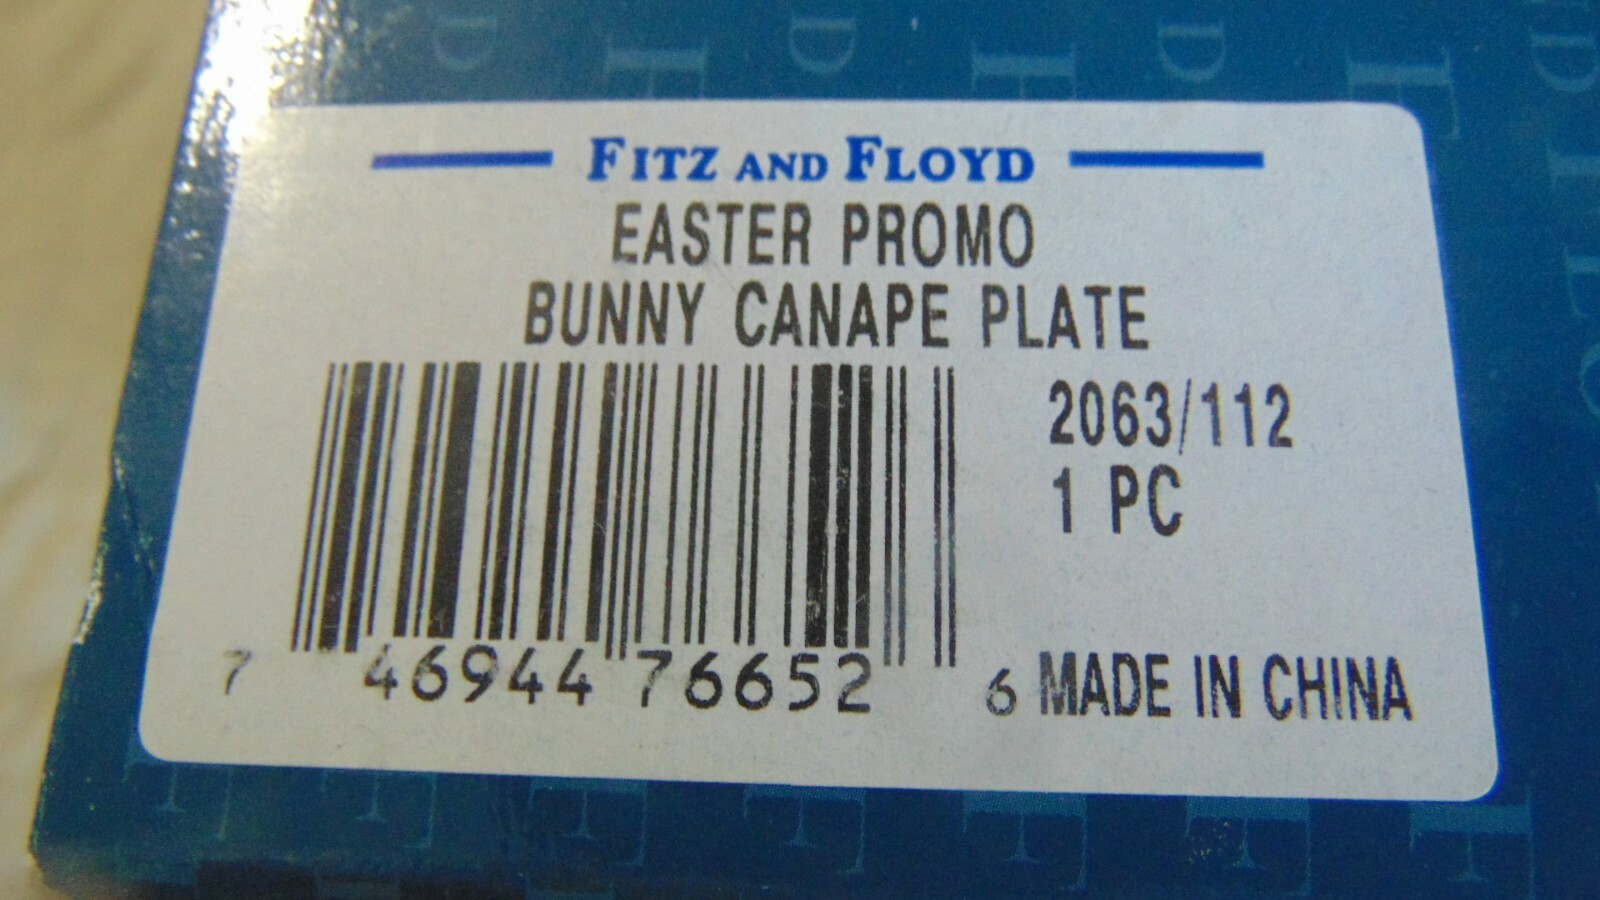 FITZ AND FLOYD
EASTER PROMO
BUNNY CANAPE PLATE
2063/112
1 PC
7 46944 76652 6
MADE IN CHINA